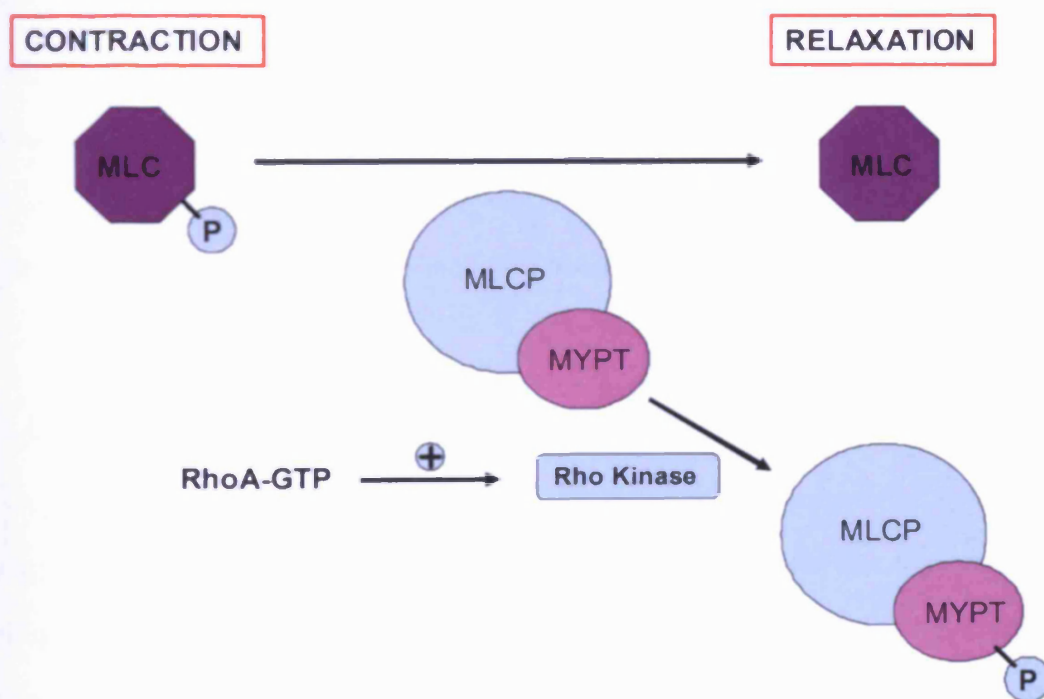 CONTRACTION
RELAXATION
MLC
P
MLC
MLCP
MYPT
RhoA-GTP
+
Rho Kinase
MLCP
MYPT
P